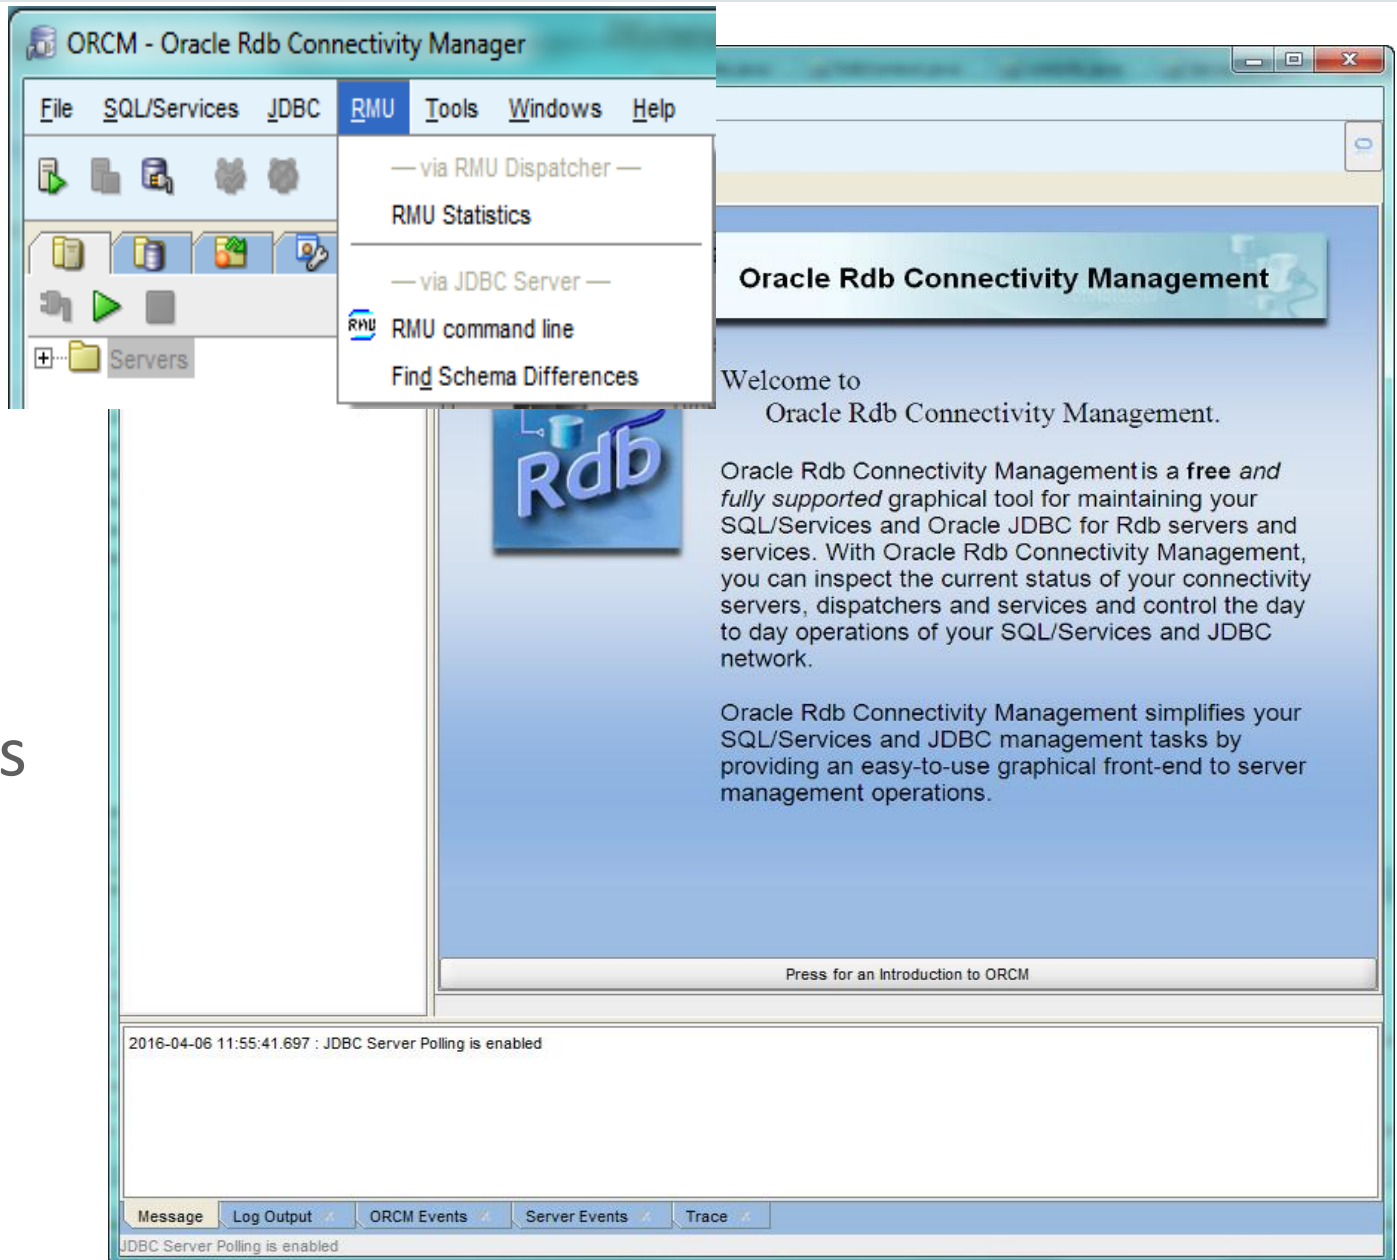 ORCM - Oracle Rdb Connectivity Manager
File SQL/Services JDBC RMU Tools Windows Help
— via RMU Dispatcher —
RMU Statistics
— via JDBC Server —
RMU RMU command line
Find Schema Differences
Servers
Oracle Rdb Connectivity Management
Rdb
Welcome to
Oracle Rdb Connectivity Management.
Oracle Rdb Connectivity Management is a free and
fully supported graphical tool for maintaining your
SQL/Services and Oracle JDBC for Rdb servers and
services. With Oracle Rdb Connectivity Management,
you can inspect the current status of your connectivity
servers, dispatchers and services and control the day
to day operations of your SQL/Services and JDBC
network.
Oracle Rdb Connectivity Management simplifies your
SQL/Services and JDBC management tasks by
providing an easy-to-use graphical front-end to server
management operations.
s
Press for an Introduction to ORCM
2016-04-06 11:55:41.697 : JDBC Server Polling is enabled
Message Log Output ORCM Events Server Events Trace
JDBC Server Polling is enabled